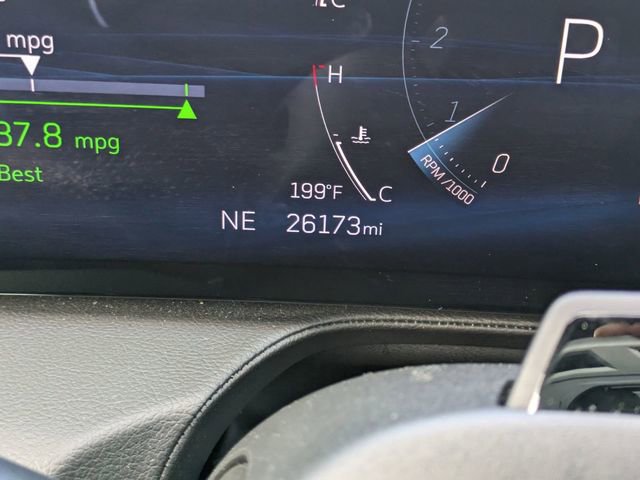 mpg
C
2
P
H
1
37.8 mpg
0
RPM/1000
Best
199°F
C
NE 26173mi